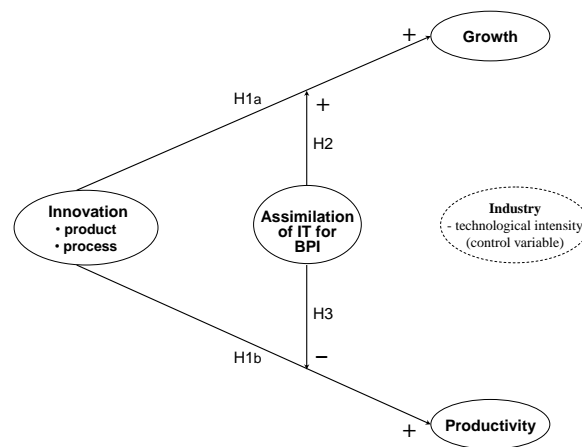 +
Growth
H1a
+
H2
Innovation
• product
• process
Assimilation
of IT for
BPI
Industry
- technological intensity
(control variable)
H3
H1b
−
+
Productivity